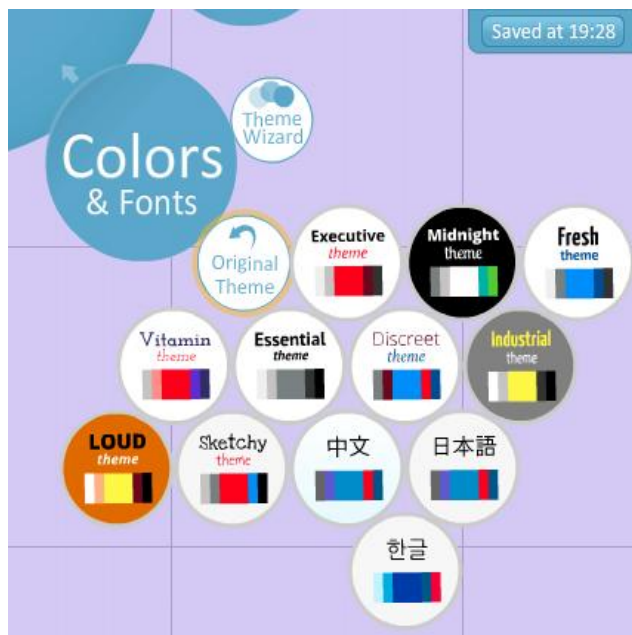 Saved at 19:28
Theme
Wizard
Colors
& Fonts
Original
Theme
Executive
theme
Midnight
theme
Fresh
theme
Vitamin
theme
Essential
theme
Discreet
theme
Industrial
theme
LOUD
theme
Sketchy
theme
中文
日本語
한글